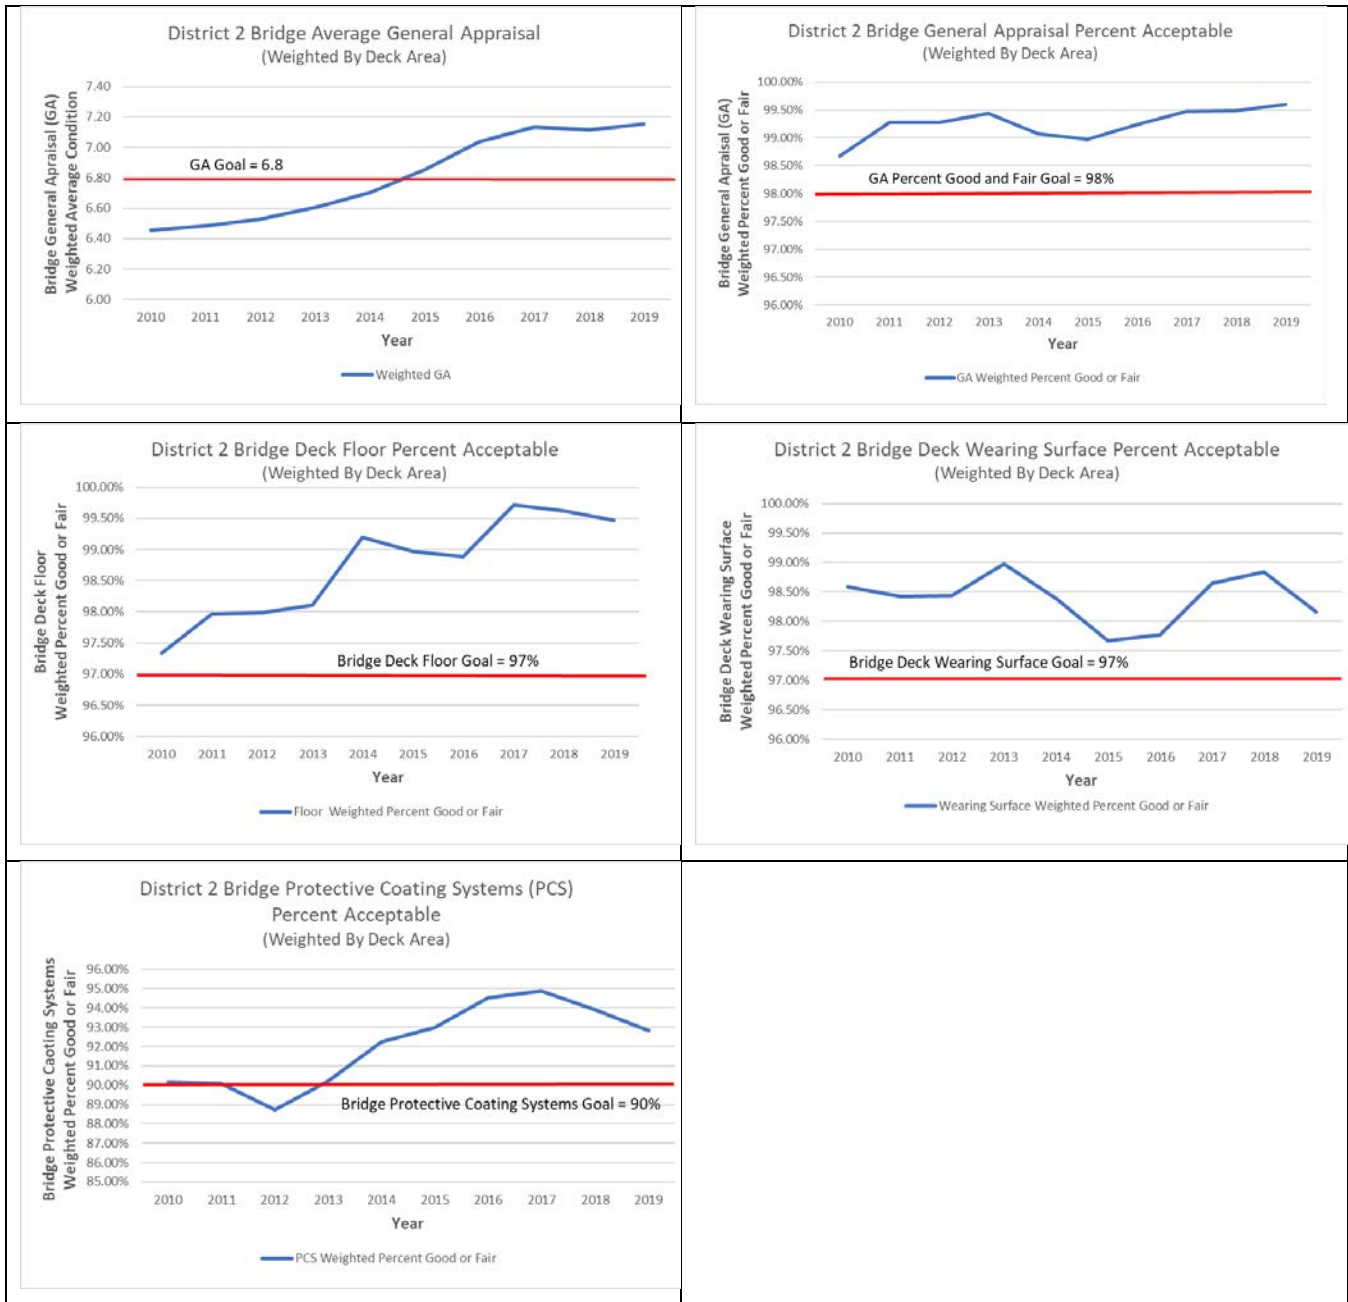 District 2 Bridge Average General Appraisal
(Weighted By Deck Area)
Bridge General Appraisal (GA)
Weighted Average Condition
7.40
7.20
7.00
6.80
6.60
6.40
6.20
6.00
GA Goal = 6.8
2010 2011 2012 2013 2014 2015 2016 2017 2018 2019
Year
Weighted GA
District 2 Bridge General Appraisal Percent Acceptable
(Weighted By Deck Area)
Bridge General Appraisal (GA)
Weighted Percent Good or Fair
100.00%
99.50%
99.00%
98.50%
98.00%
97.50%
97.00%
96.50%
96.00%
GA Percent Good and Fair Goal = 98%
2010 2011 2012 2013 2014 2015 2016 2017 2018 2019
Year
GA Weighted Percent Good or Fair
District 2 Bridge Deck Floor Percent Acceptable
(Weighted By Deck Area)
Bridge Deck Floor
Weighted Percent Good or Fair
100.00%
99.50%
99.00%
98.50%
98.00%
97.50%
97.00%
96.50%
96.00%
Bridge Deck Floor Goal = 97%
2010 2011 2012 2013 2014 2015 2016 2017 2018 2019
Year
Floor Weighted Percent Good or Fair
District 2 Bridge Deck Wearing Surface Percent Acceptable
(Weighted By Deck Area)
Bridge Deck Wearing Surface
Weighted Percent Good or Fair
100.00%
99.50%
99.00%
98.50%
98.00%
97.50%
97.00%
96.50%
96.00%
Bridge Deck Wearing Surface Goal = 97%
2010 2011 2012 2013 2014 2015 2016 2017 2018 2019
Year
Wearing Surface Weighted Percent Good or Fair
District 2 Bridge Protective Coating Systems (PCS)
Percent Acceptable
(Weighted By Deck Area)
Bridge Protective Caoting Systems
Weighted Percent Good or Fair
96.00%
95.00%
94.00%
93.00%
92.00%
91.00%
90.00%
89.00%
88.00%
87.00%
86.00%
85.00%
Bridge Protective Coating Systems Goal = 90%
2010 2011 2012 2013 2014 2015 2016 2017 2018 2019
Year
PCS Weighted Percent Good or Fair